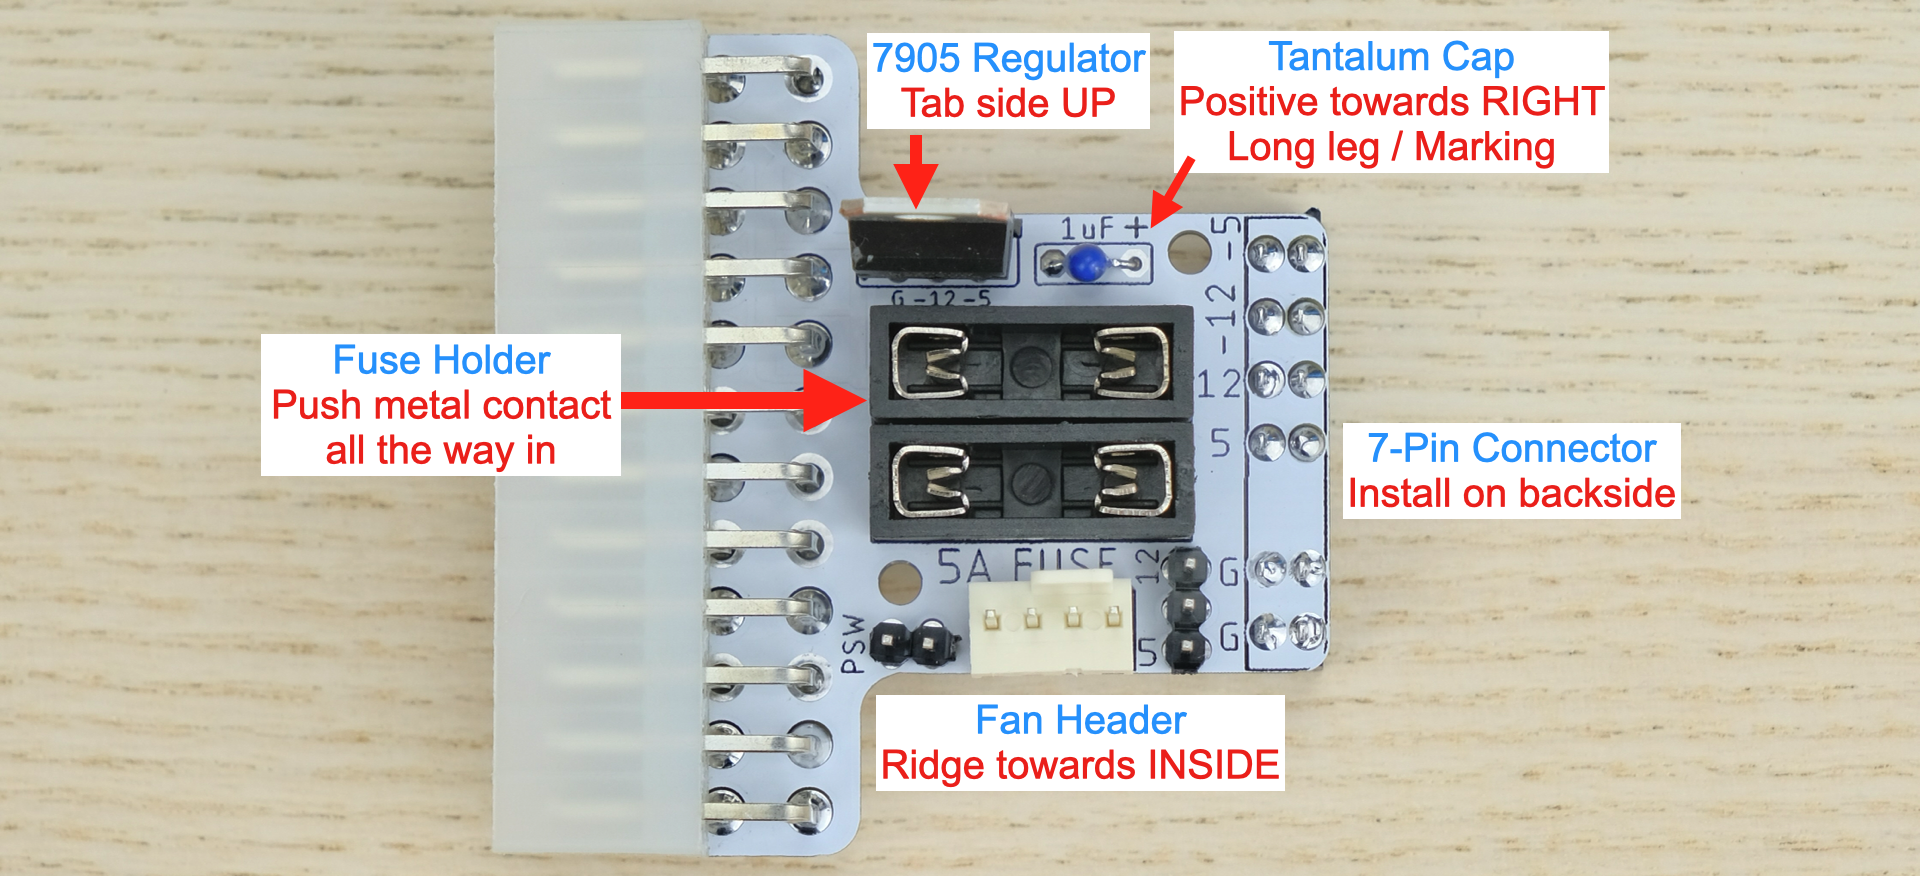 7905 Regulator
Tab side UP
Tantalum Cap
Positive towards RIGHT
Long leg / Marking
1uF +
-5
G -12 -5
-12
Fuse Holder
Push metal contact
all the way in
12
5
7-Pin Connector
Install on backside
5A FUSE
12
G
PSW
5
G
Fan Header
Ridge towards INSIDE